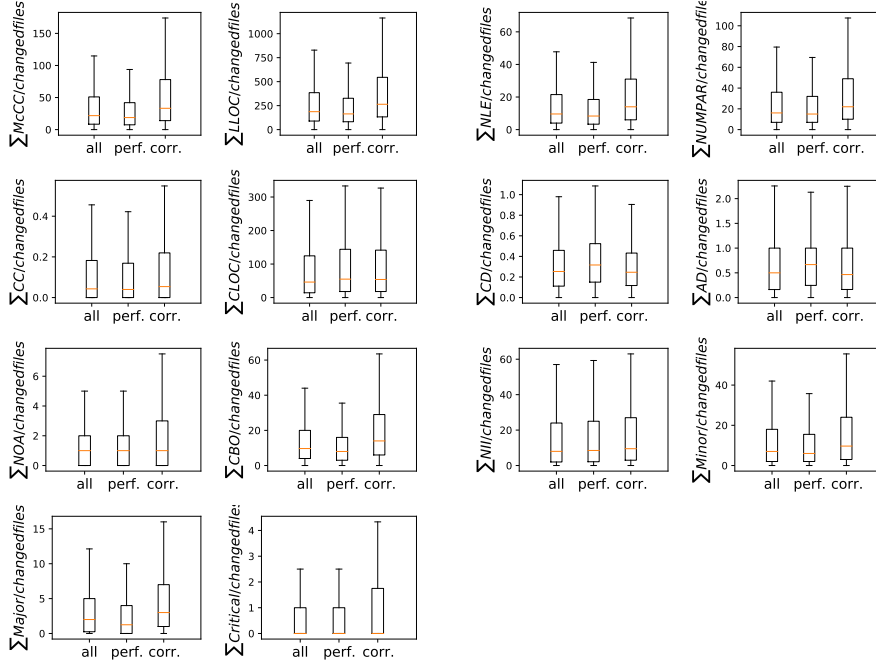 ∑McCC/changedfiles
150
100
50
0
all perf. corr.
∑LLOC/changedfiles
1000
750
500
250
0
all perf. corr.
∑NLE/changedfiles
60
40
20
0
all perf. corr.
∑NUMPAR/changedfiles
100
80
60
40
20
0
all perf. corr.
∑CC/changedfiles
0.4
0.2
0.0
all perf. corr.
∑CLOC/changedfiles
300
200
100
0
all perf. corr.
∑CD/changedfiles
1.0
0.8
0.6
0.4
0.2
0.0
all perf. corr.
∑AD/changedfiles
2.0
1.5
1.0
0.5
0.0
all perf. corr.
∑NOA/changedfiles
6
4
2
0
all perf. corr.
∑CBO/changedfiles
60
40
20
0
all perf. corr.
∑NII/changedfiles
60
40
20
0
all perf. corr.
∑Minor/changedfiles
40
20
0
all perf. corr.
∑Major/changedfiles
15
10
5
0
all perf. corr.
∑Critical/changedfile
4
3
2
1
0
all perf. corr.